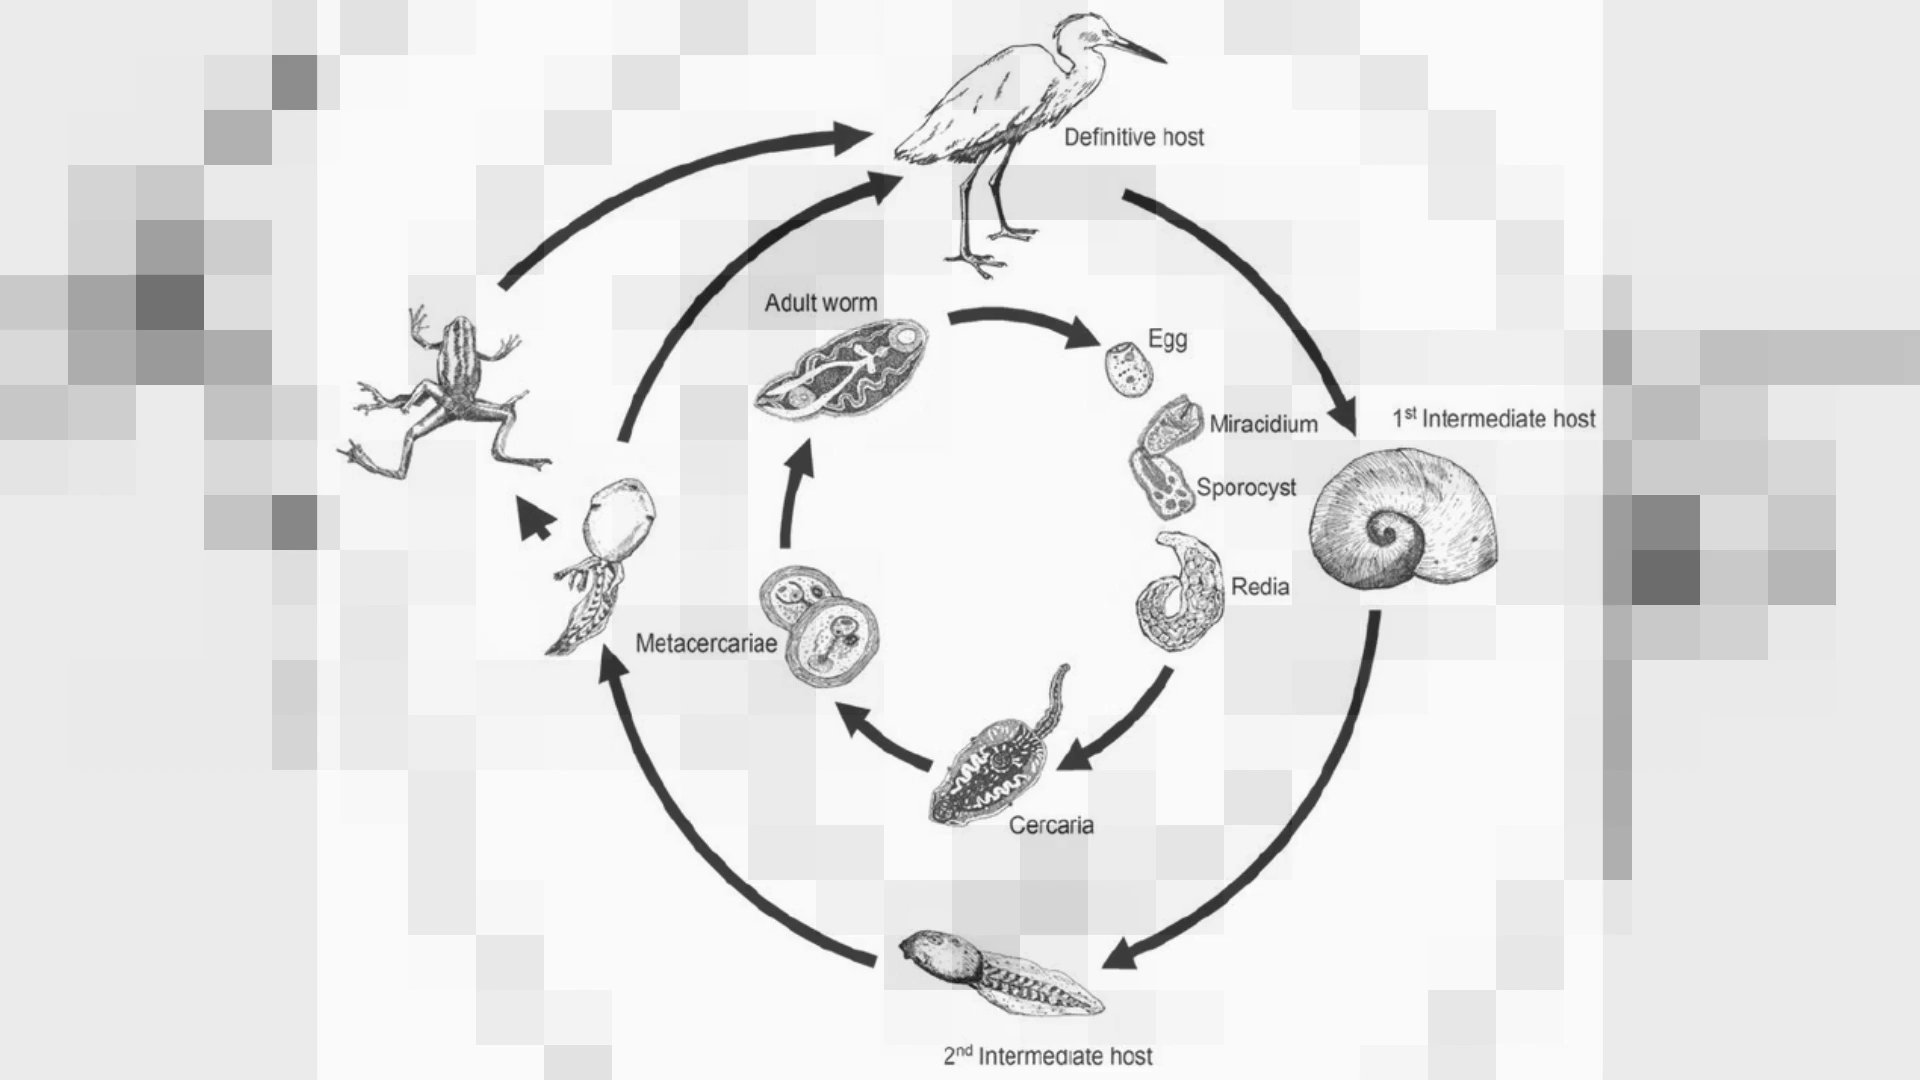 Definitive host
Adult worm
Egg
1st Intermediate host
Miracidium
Sporocyst
Redia
Metacercariae
Cercaria
2nd Intermediate host